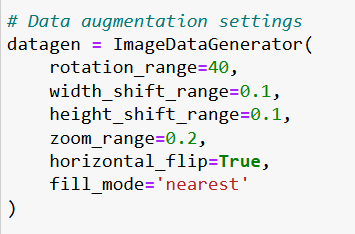 # Data augmentation settings
datagen = ImageDataGenerator(
    rotation_range=40,
    width_shift_range=0.1,
    height_shift_range=0.1,
    zoom_range=0.2,
    horizontal_flip=True,
    fill_mode='nearest'
)